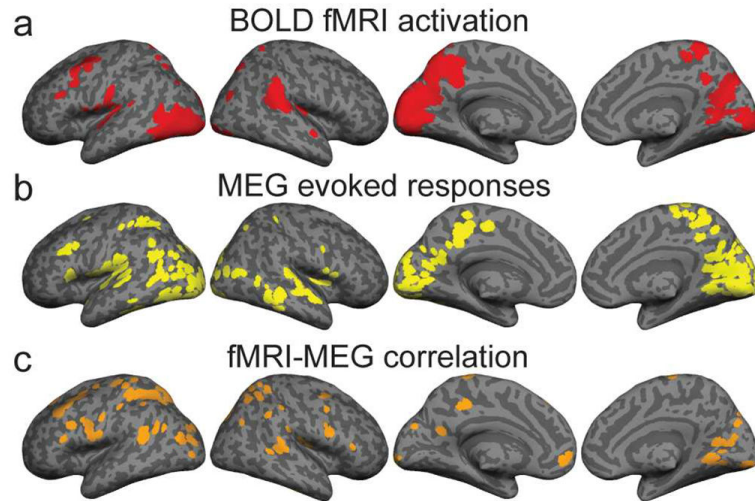 a
BOLD fMRI activation
b
MEG evoked responses
c
fMRI-MEG correlation